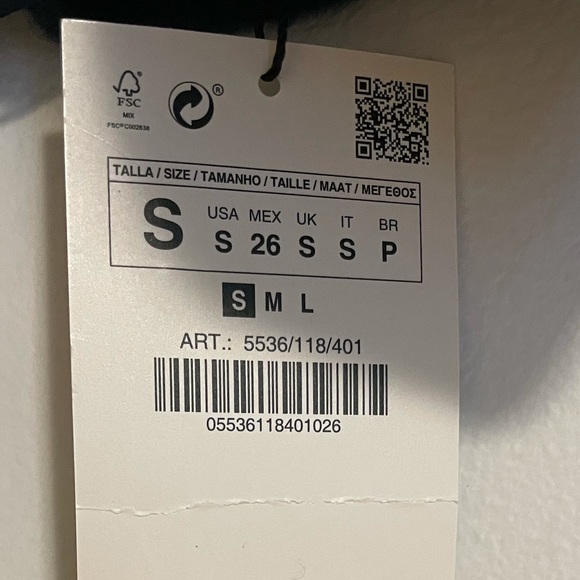 FSC
MIX
FSC® C002638
®
TALLA / SIZE / TAMANHO / TAILLE / MAAT / ΜΕΓΕΘΟΣ
S
USA MEX UK IT BR
S 26 S S P
S M L
ART.: 5536/118/401
05536118401026